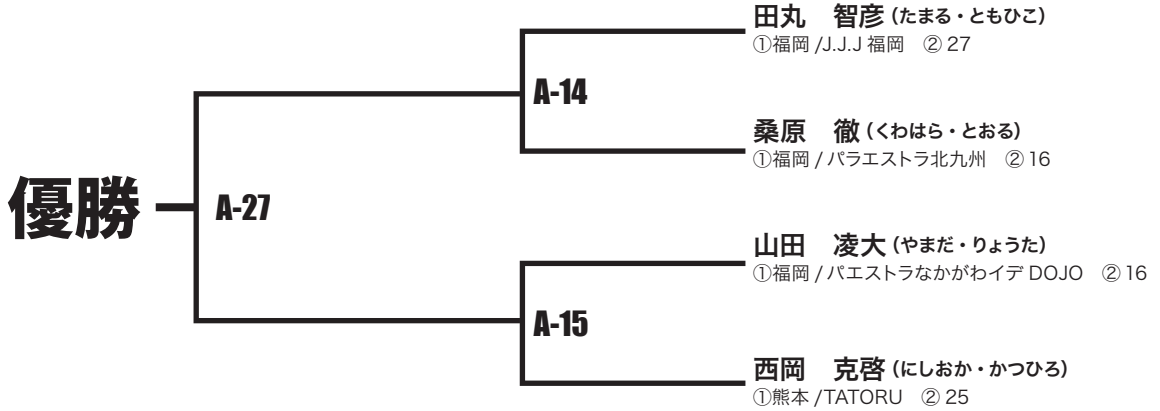 田丸　智彦（たまる・ともひこ）
①福岡 /J.J.J 福岡　② 27
A-14
桑原　徹（くわはら・とおる）
①福岡 / パラエストラ北九州　② 16
優勝
A-27
山田　凌大（やまだ・りょうた）
①福岡 / パエストラなかがわイデ DOJO　② 16
A-15
西岡　克啓（にしおか・かつひろ）
①熊本 /TATORU　② 25